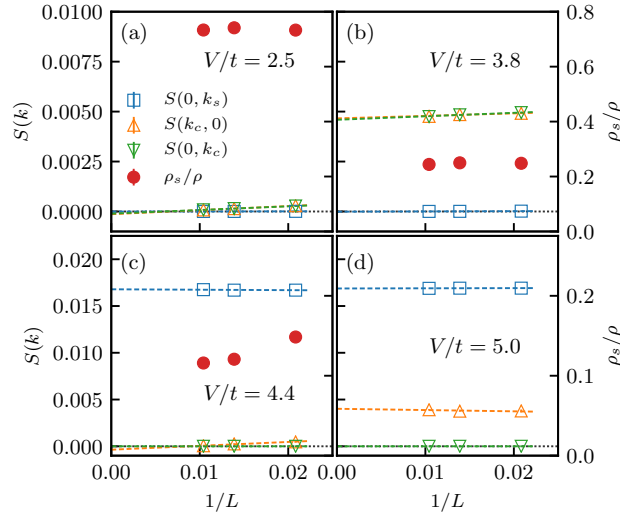 (a)
V/t = 2.5
S(0, k_s)
S(k_c, 0)
S(0, k_c)
ρ_s/ρ
S(k)
0.0100
0.0075
0.0050
0.0025
0.0000
(b)
V/t = 3.8
0.8
0.6
0.4
0.2
0.0
ρ_s/ρ
(c)
V/t = 4.4
S(k)
0.020
0.015
0.010
0.005
0.000
0.00
0.01
0.02
1/L
(d)
V/t = 5.0
0.2
0.1
0.0
ρ_s/ρ
0.00
0.01
0.02
1/L